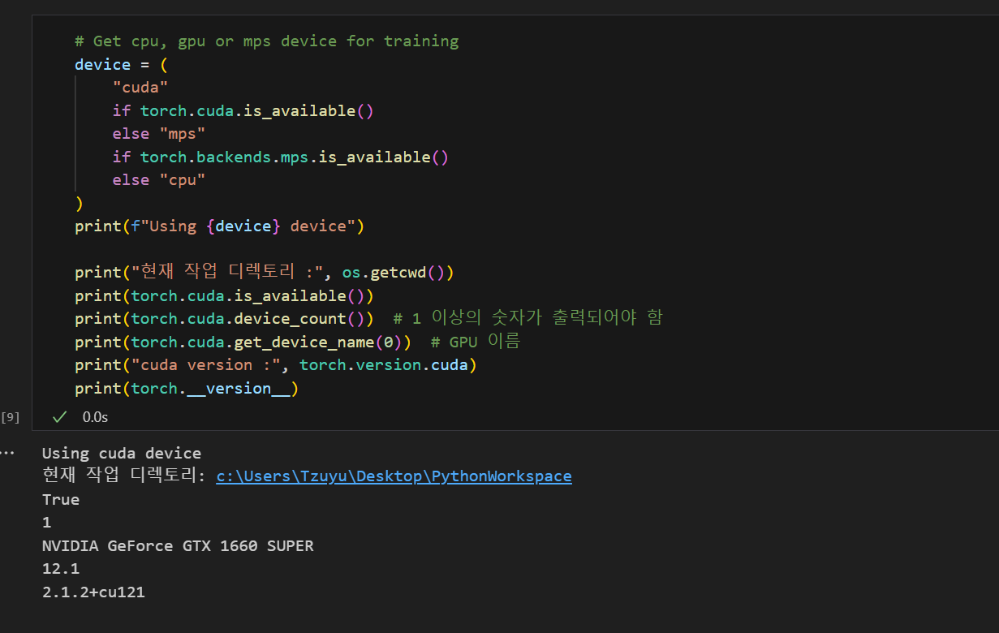 # Get cpu, gpu or mps device for training
device = (
    "cuda"
    if torch.cuda.is_available()
    else "mps"
    if torch.backends.mps.is_available()
    else "cpu"
)
print(f"Using {device} device")
print("현재 작업 디렉토리 :", os.getcwd())
print(torch.cuda.is_available())
print(torch.cuda.device_count())  # 1 이상의 숫자가 출력되어야 함
print(torch.cuda.get_device_name(0))  # GPU 이름
print("cuda version :", torch.version.cuda)
print(torch.__version__)
[9] ✓ 0.0s
... Using cuda device
현재 작업 디렉토리: c:\Users\Tzuyu\Desktop\PythonWorkspace
True
1
NVIDIA GeForce GTX 1660 SUPER
12.1
2.1.2+cu121